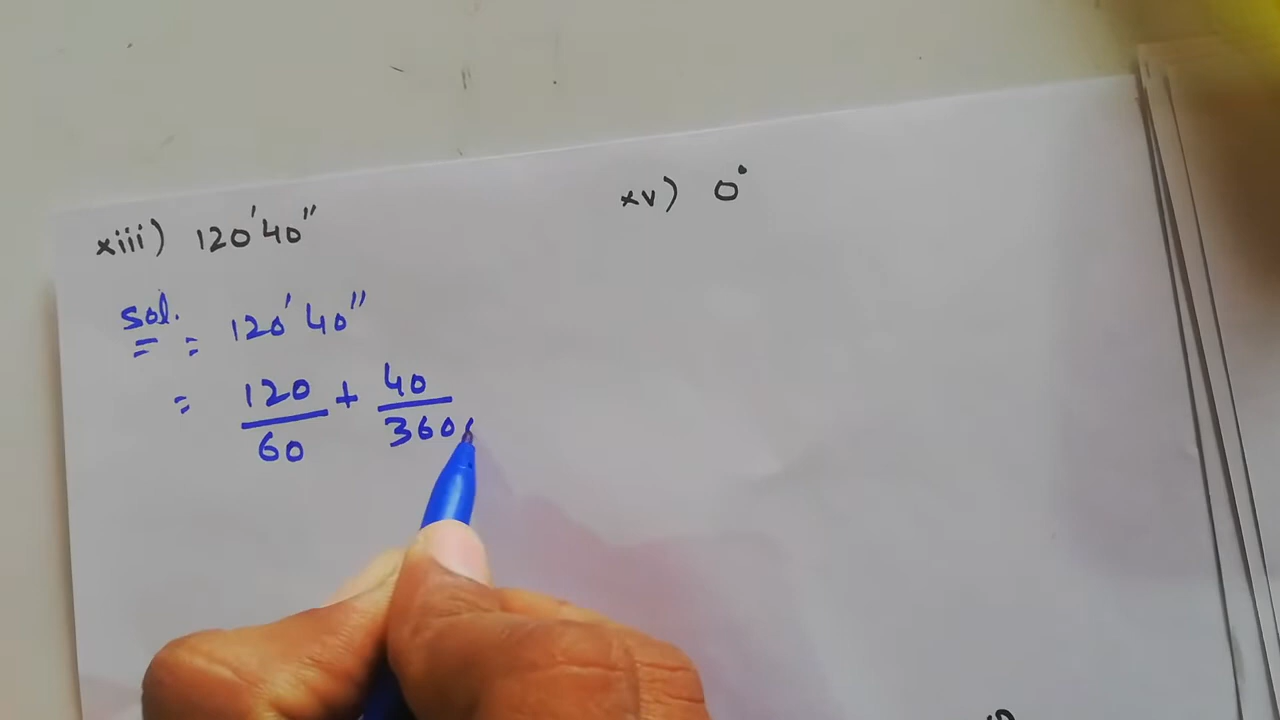 xiii) 120'40"
xv) 0°
Sol.
= 120' 40"
= 120/60 + 40/3600